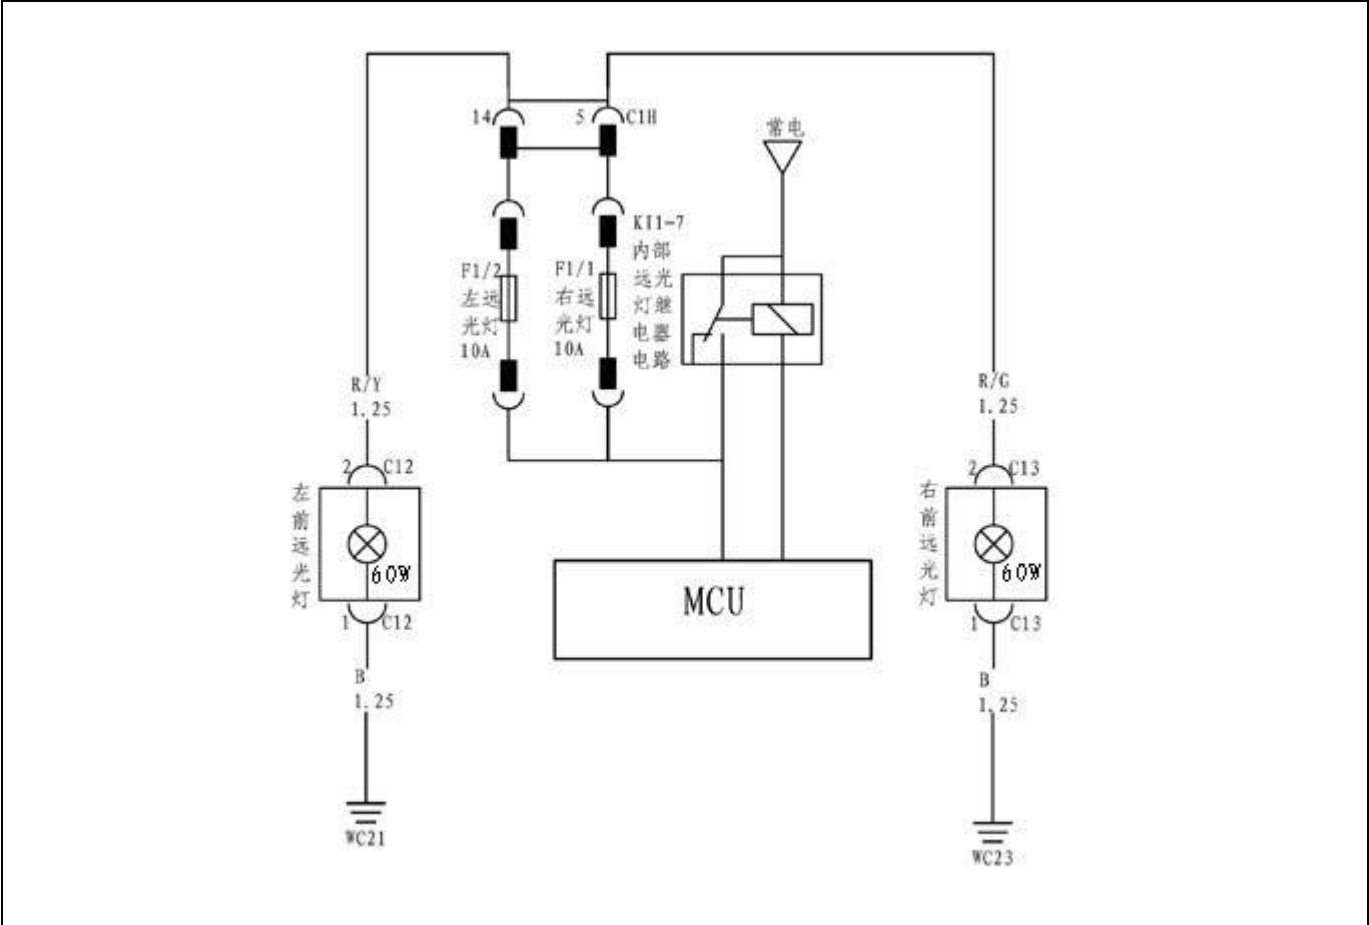 14
5
C1H
常电
KI1-7
内部
远光
灯继
电器
电路
F1/2
左远
光灯
10A
F1/1
右远
光灯
10A
R/Y
1.25
R/G
1.25
2
C12
2
C13
左
前
远
光
灯
60W
右
前
远
光
灯
60W
MCU
1
C12
1
C13
B
1.25
B
1.25
WC21
WC23